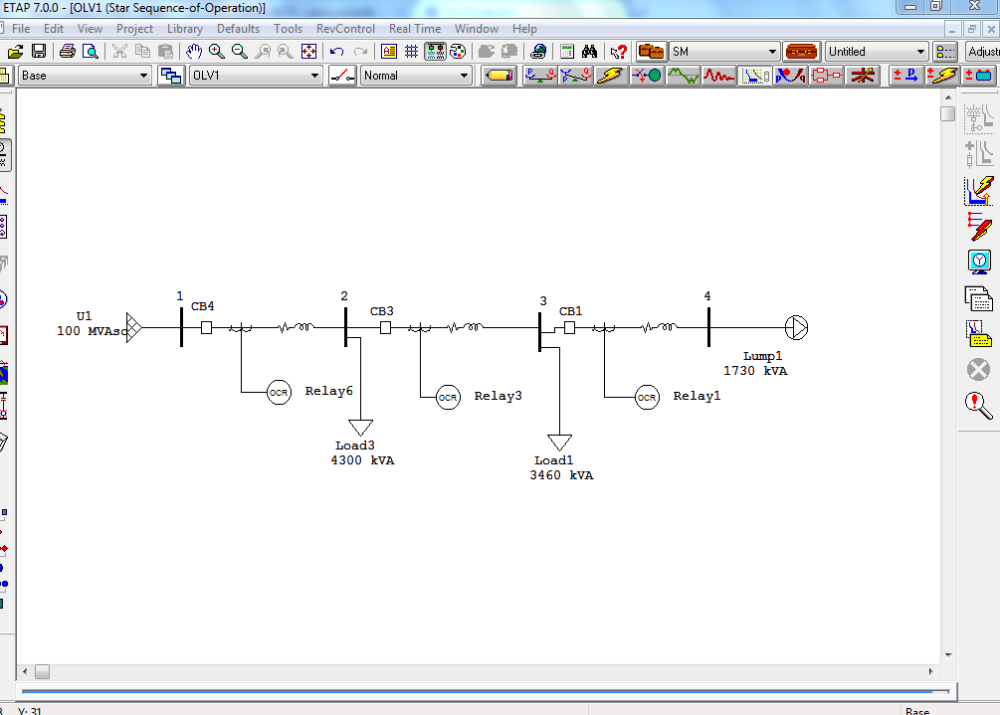 ETAP 7.0.0 - [OLV1 (Star Sequence-of-Operation)]
File Edit View Project Library Defaults Tools RevControl Real Time Window Help
SM Untitled Adjust
Base OLV1 Normal
1 CB4 2 CB3 3 CB1 4
U1
100 MVAsc
Lump1
1730 kVA
OCR Relay6 OCR Relay3 OCR Relay1
Load3
4300 kVA
Load1
3460 kVA
Y: 31 Base